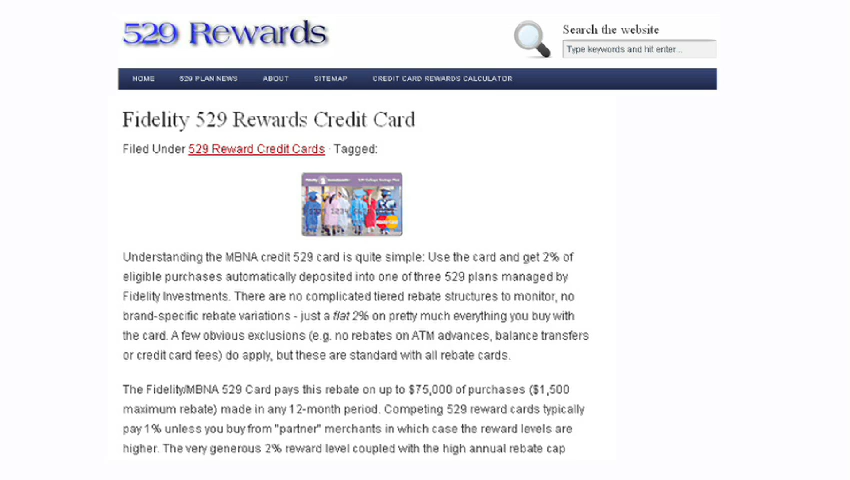 529 Rewards
Search the website
Type keywords and hit enter...
HOME 529 PLAN NEWS ABOUT SITEMAP CREDIT CARD REWARDS CALCULATOR
Fidelity 529 Rewards Credit Card
Filed Under 529 Reward Credit Cards · Tagged:
Understanding the MBNA credit 529 card is quite simple: Use the card and get 2% of
eligible purchases automatically deposited into one of three 529 plans managed by
Fidelity Investments. There are no complicated tiered rebate structures to monitor, no
brand-specific rebate variations - just a flat 2% on pretty much everything you buy with
the card. A few obvious exclusions (e.g. no rebates on ATM advances, balance transfers
or credit card fees) do apply, but these are standard with all rebate cards.
The Fidelity/MBNA 529 Card pays this rebate on up to $75,000 of purchases ($1,500
maximum rebate) made in any 12-month period. Competing 529 reward cards typically
pay 1% unless you buy from "partner" merchants in which case the reward levels are
higher. The very generous 2% reward level coupled with the high annual rebate cap